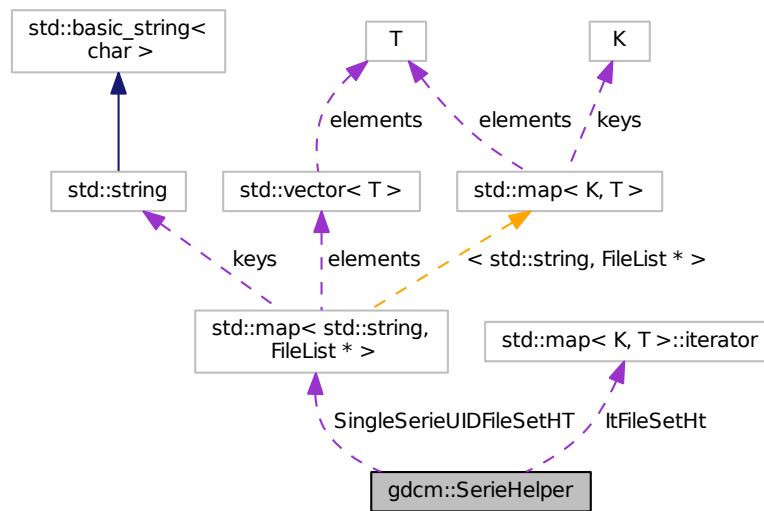 std::basic_string<
char >
T
K
elements
elements
keys
std::string
std::vector< T >
std::map< K, T >
keys
elements
< std::string, FileList * >
std::map< std::string,
FileList * >
std::map< K, T >::iterator
SingleSerieUIDFileSetHT
ItFileSetHt
gdcm::SerieHelper